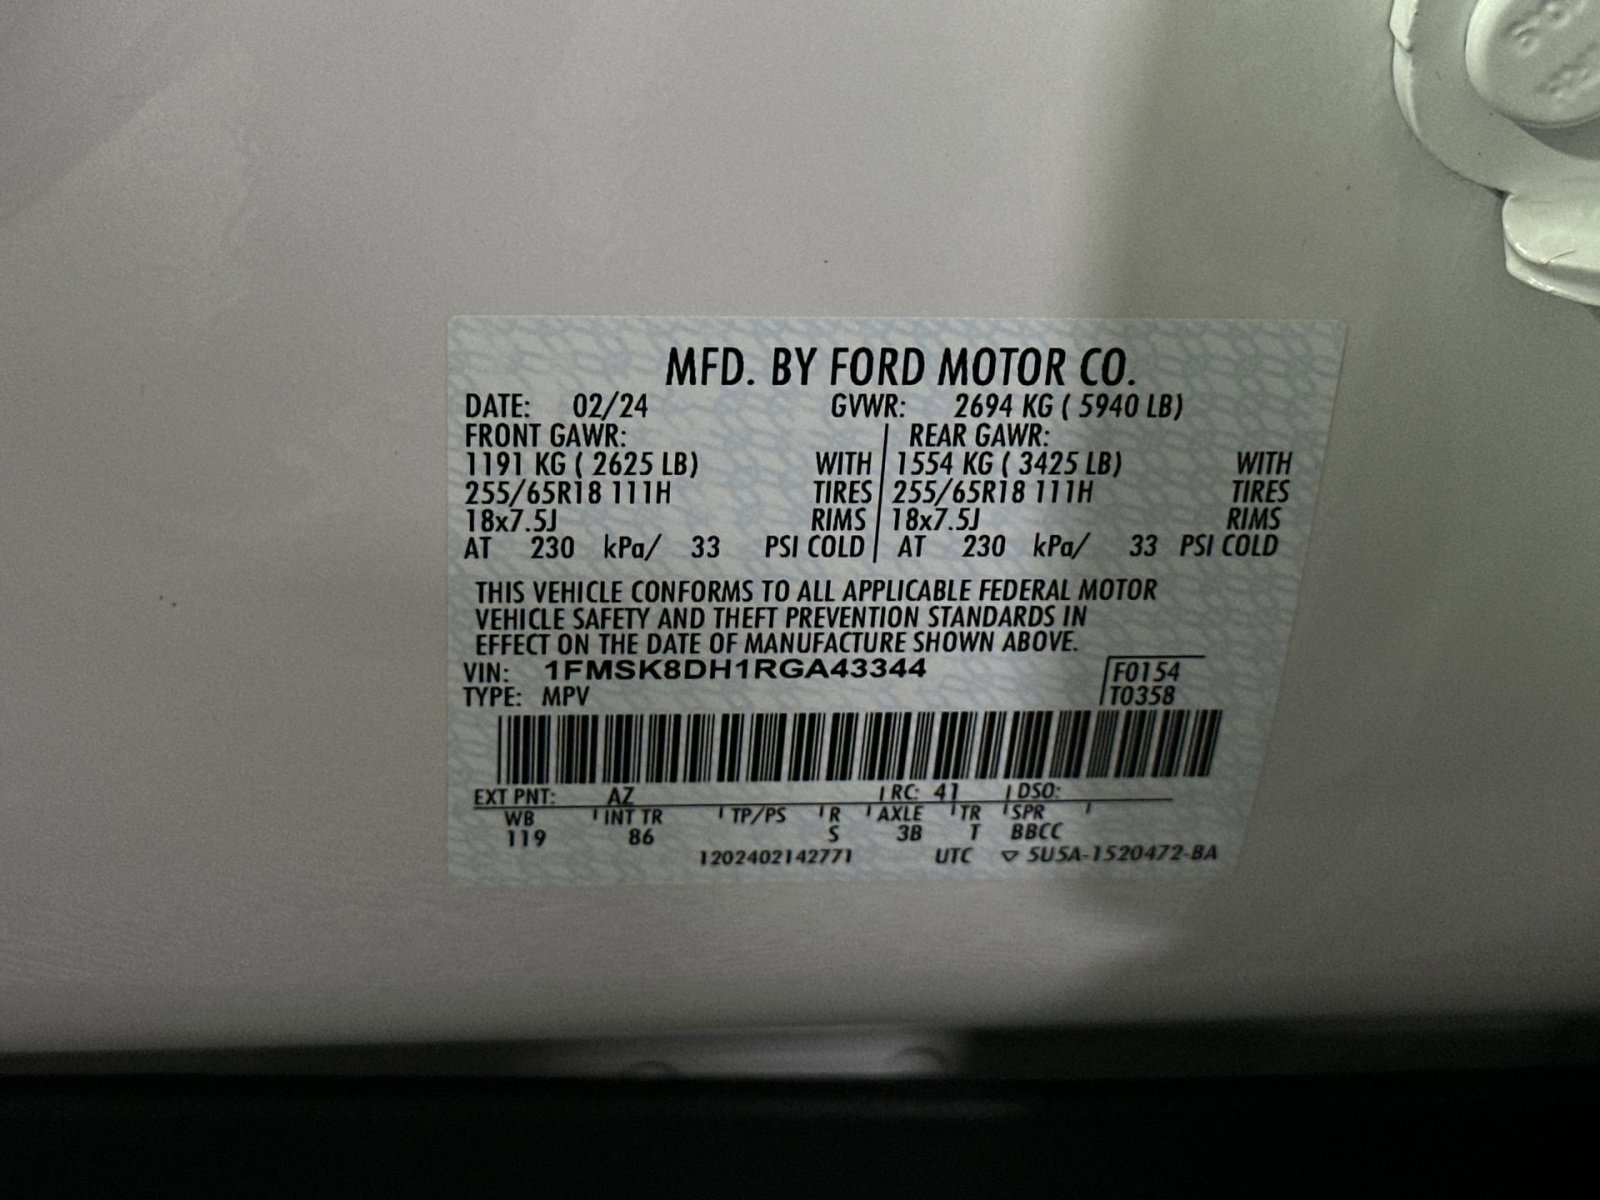 MFD. BY FORD MOTOR CO.
DATE: 02/24 GVWR: 2694 KG ( 5940 LB)
FRONT GAWR: REAR GAWR:
1191 KG ( 2625 LB) WITH 1554 KG ( 3425 LB) WITH
255/65R18 111H TIRES 255/65R18 111H TIRES
18x7.5J RIMS 18x7.5J RIMS
AT 230 kPa/ 33 PSI COLD AT 230 kPa/ 33 PSI COLD
THIS VEHICLE CONFORMS TO ALL APPLICABLE FEDERAL MOTOR
VEHICLE SAFETY AND THEFT PREVENTION STANDARDS IN
EFFECT ON THE DATE OF MANUFACTURE SHOWN ABOVE.
VIN: 1FMSK8DH1RGA43344 F0154
TYPE: MPV T0358
EXT PNT: AZ RC: 41 DSO:
WB INT TR TP/PS R AXLE TR SPR
119 86 S 3B T BBCC
1202402142771 UTC ▽ 5U5A-1520472-BA